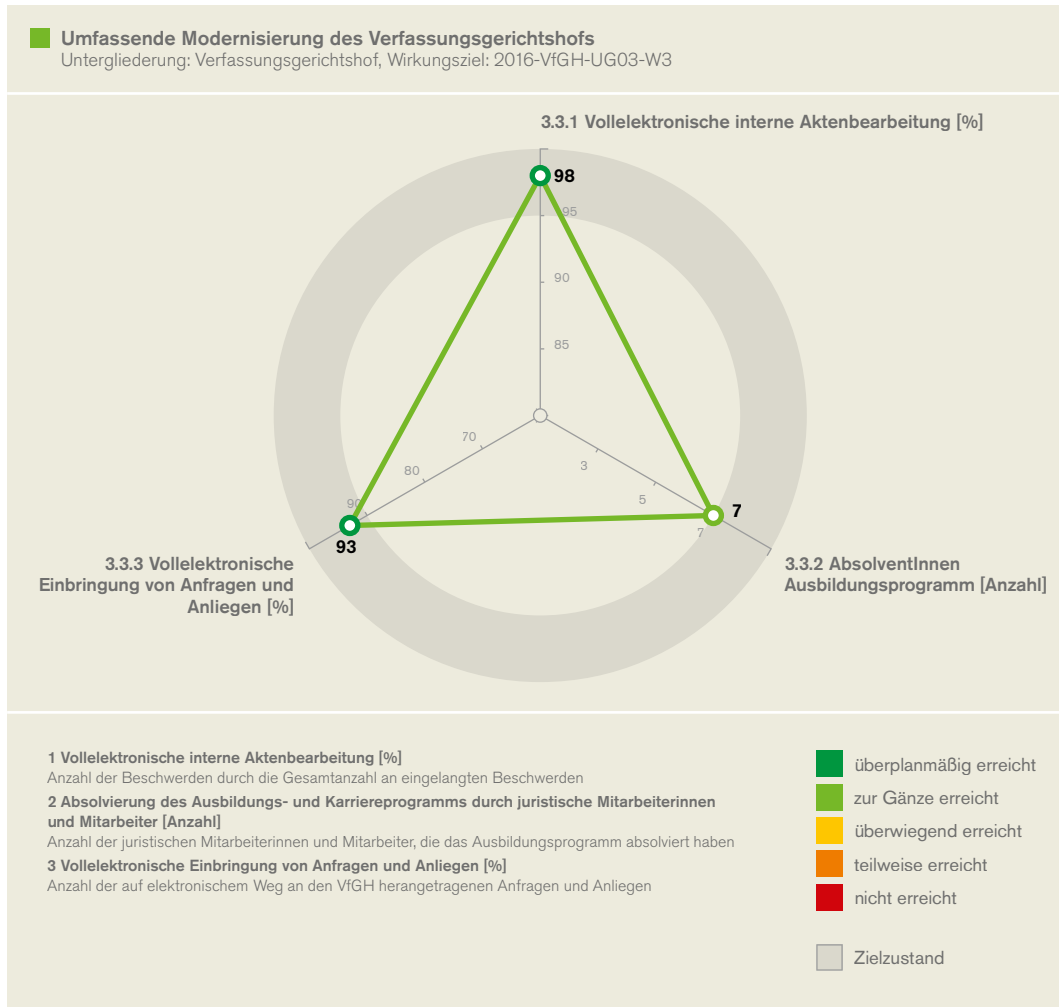 Umfassende Modernisierung des Verfassungsgerichtshofs
Untergliederung: Verfassungsgerichtshof, Wirkungsziel: 2016-VfGH-UG03-W3
3.3.1 Vollelektronische interne Aktenbearbeitung [%]
98
95
90
85
70
3
80
5
90
7
7
93
3.3.3 Vollelektronische
Einbringung von Anfragen und
Anliegen [%]
3.3.2 AbsolventInnen
Ausbildungsprogramm [Anzahl]
1 Vollelektronische interne Aktenbearbeitung [%]
Anzahl der Beschwerden durch die Gesamtanzahl an eingelangten Beschwerden
2 Absolvierung des Ausbildungs- und Karriereprogramms durch juristische Mitarbeiterinnen
und Mitarbeiter [Anzahl]
Anzahl der juristischen Mitarbeiterinnen und Mitarbeiter, die das Ausbildungsprogramm absolviert haben
3 Vollelektronische Einbringung von Anfragen und Anliegen [%]
Anzahl der auf elektronischem Weg an den VfGH herangetragenen Anfragen und Anliegen
überplanmäßig erreicht
zur Gänze erreicht
überwiegend erreicht
teilweise erreicht
nicht erreicht
Zielzustand